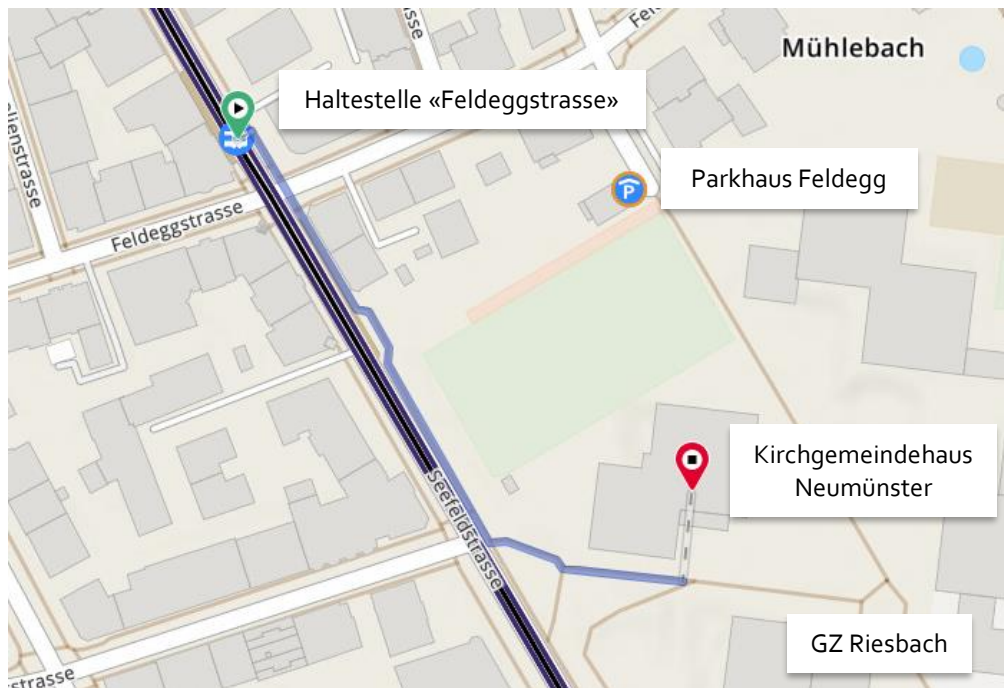 Mühlebach
Haltestelle «Feldeggstrasse»
Parkhaus Feldegg
P
Feldeggstrasse
Kirchgemeindehaus
Neumünster
Seefeldstrasse
GZ Riesbach